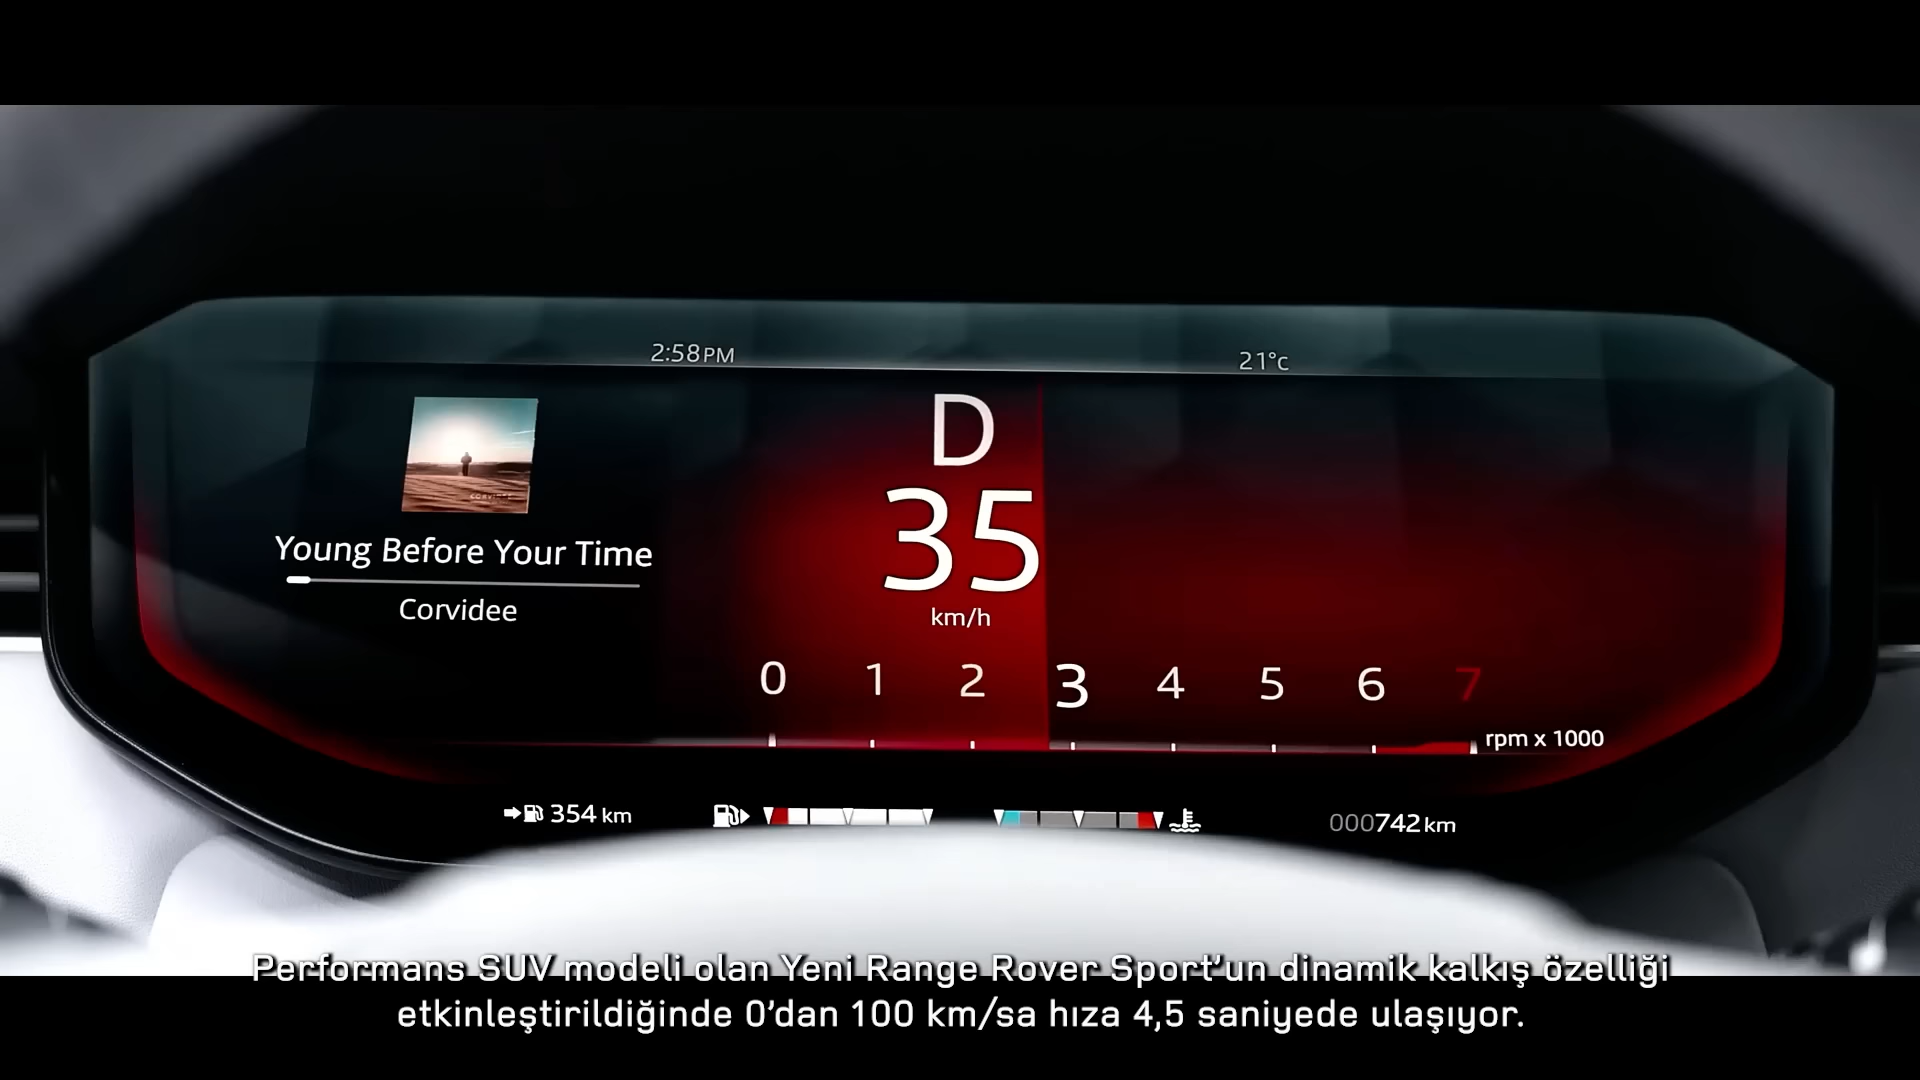 2:58PM
21°c
D
35
km/h
Young Before Your Time
Corvidee
0 1 2 3 4 5 6 7
rpm x 1000
354 km
000742km
Performans SUV modeli olan Yeni Range Rover Sport'un dinamik kalkış özelliği
etkinleştirildiğinde 0'dan 100 km/sa hıza 4,5 saniyede ulaşıyor.